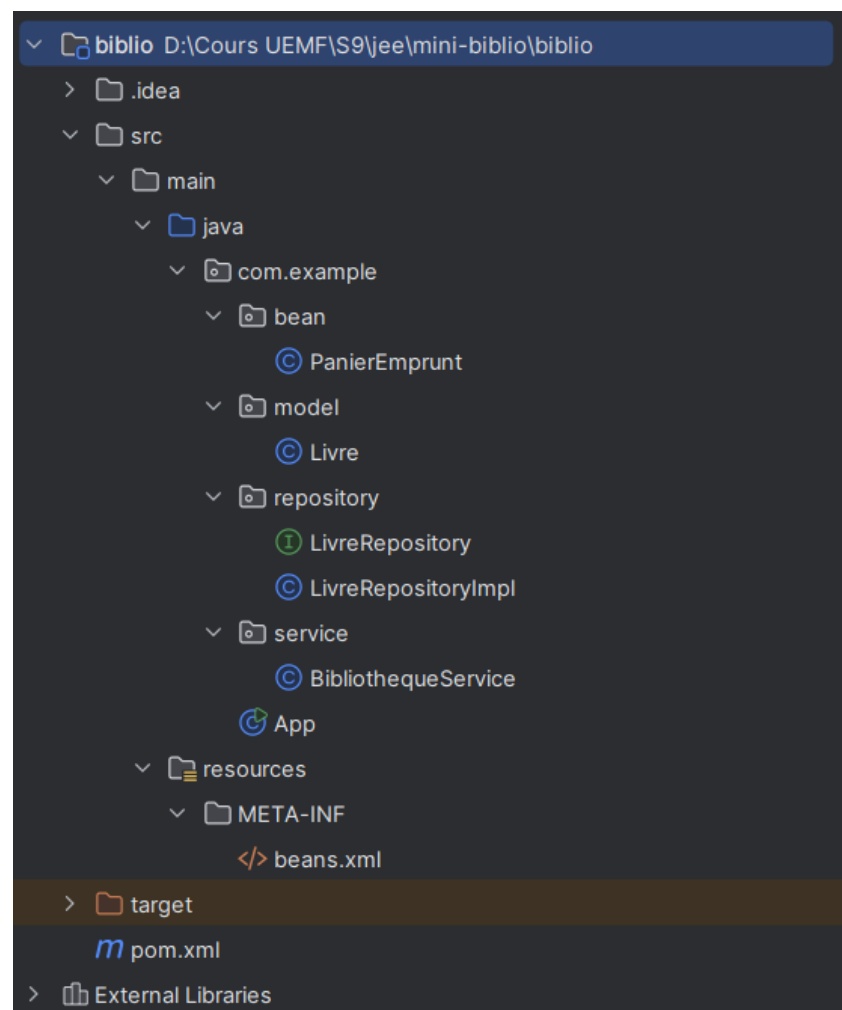 biblio D:\Cours UEMF\S9\jee\mini-biblio\biblio
.idea
src
main
java
com.example
bean
PanierEmprunt
model
Livre
repository
LivreRepository
LivreRepositoryImpl
service
BibliothequeService
App
resources
META-INF
beans.xml
target
pom.xml
External Libraries